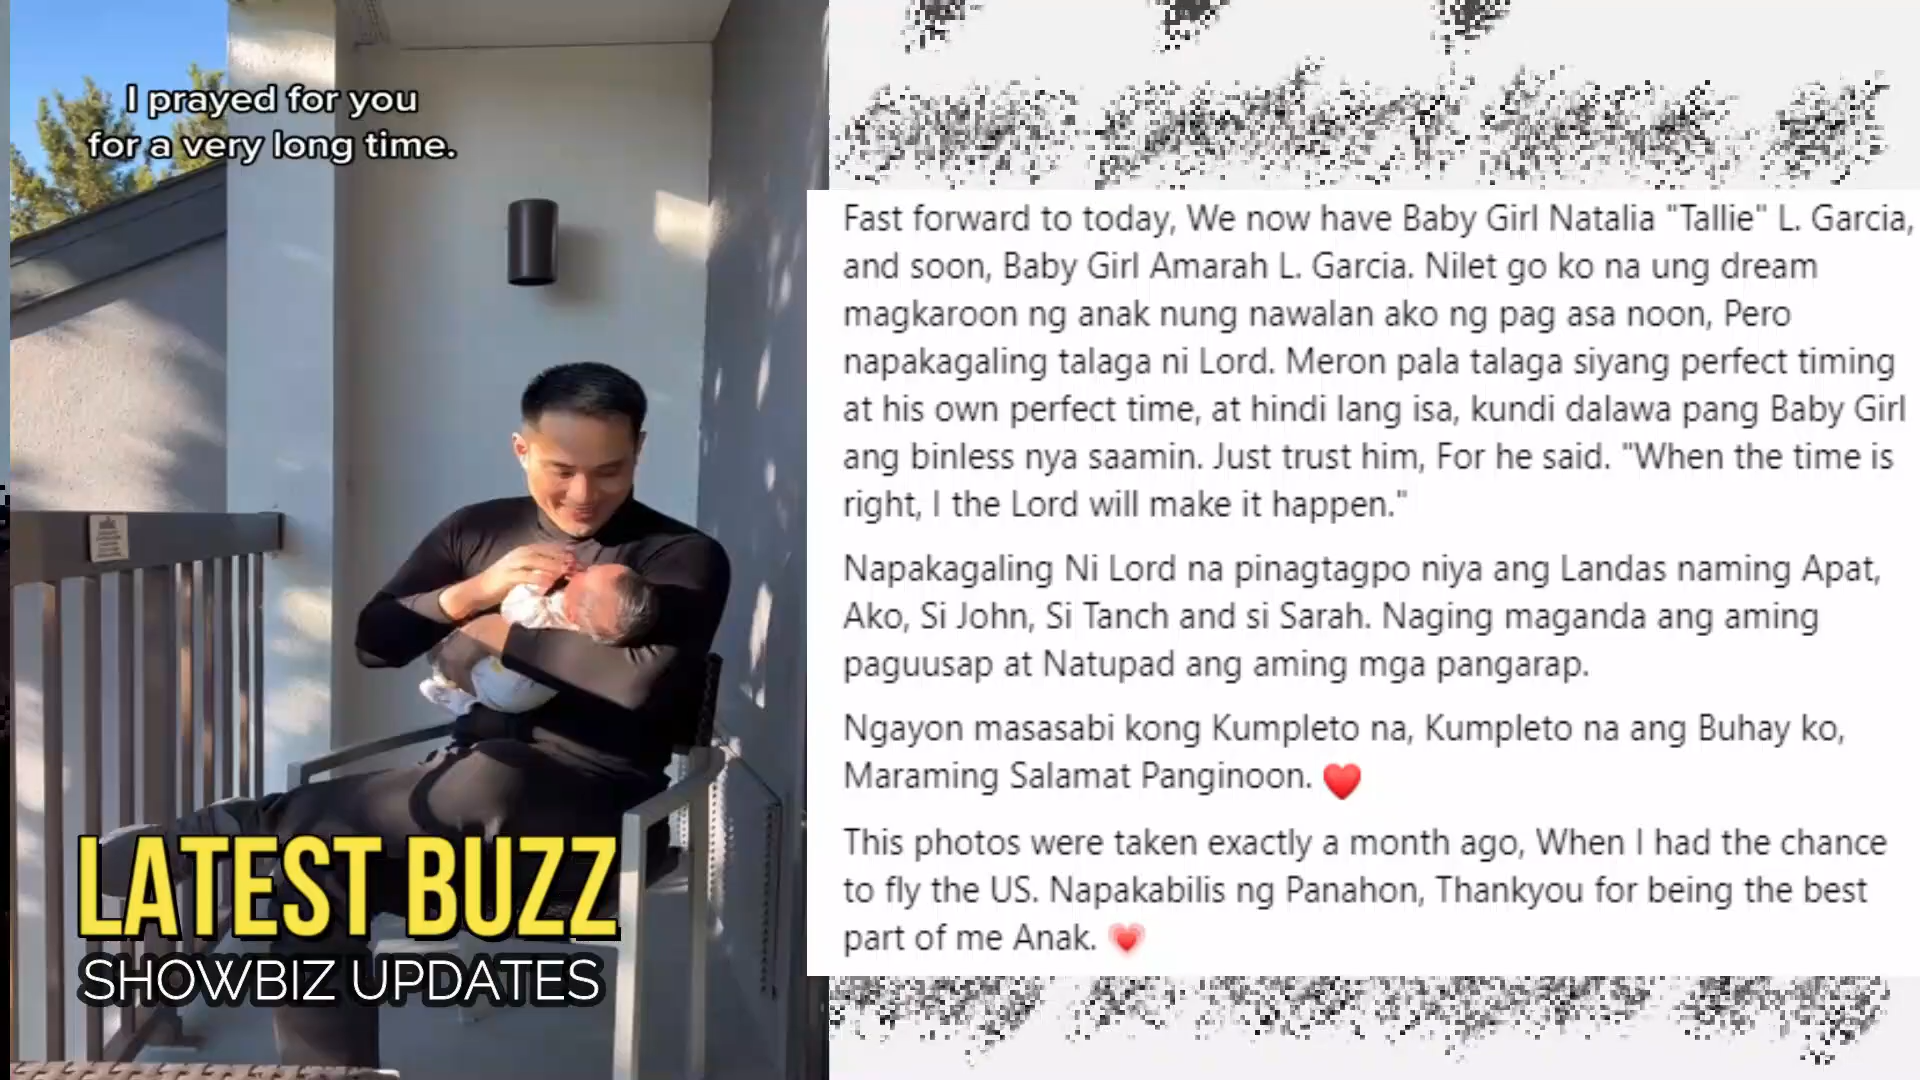 I prayed for you
for a very long time.
LATEST BUZZ
SHOWBIZ UPDATES
Fast forward to today, We now have Baby Girl Natalia "Tallie" L. Garcia,
and soon, Baby Girl Amarah L. Garcia. Nilet go ko na ung dream
magkaroon ng anak nung nawalan ako ng pag asa noon, Pero
napakagaling talaga ni Lord. Meron pala talaga siyang perfect timing
at his own perfect time, at hindi lang isa, kundi dalawa pang Baby Girl
ang binless nya saamin. Just trust him, For he said. "When the time is
right, I the Lord will make it happen."
Napakagaling Ni Lord na pinagtagpo niya ang Landas naming Apat,
Ako, Si John, Si Tanch and si Sarah. Naging maganda ang aming
paguusap at Natupad ang aming mga pangarap.
Ngayon masasabi kong Kumpleto na, Kumpleto na ang Buhay ko,
Maraming Salamat Panginoon. ❤️
This photos were taken exactly a month ago, When I had the chance
to fly the US. Napakabilis ng Panahon, Thankyou for being the best
part of me Anak. 💗